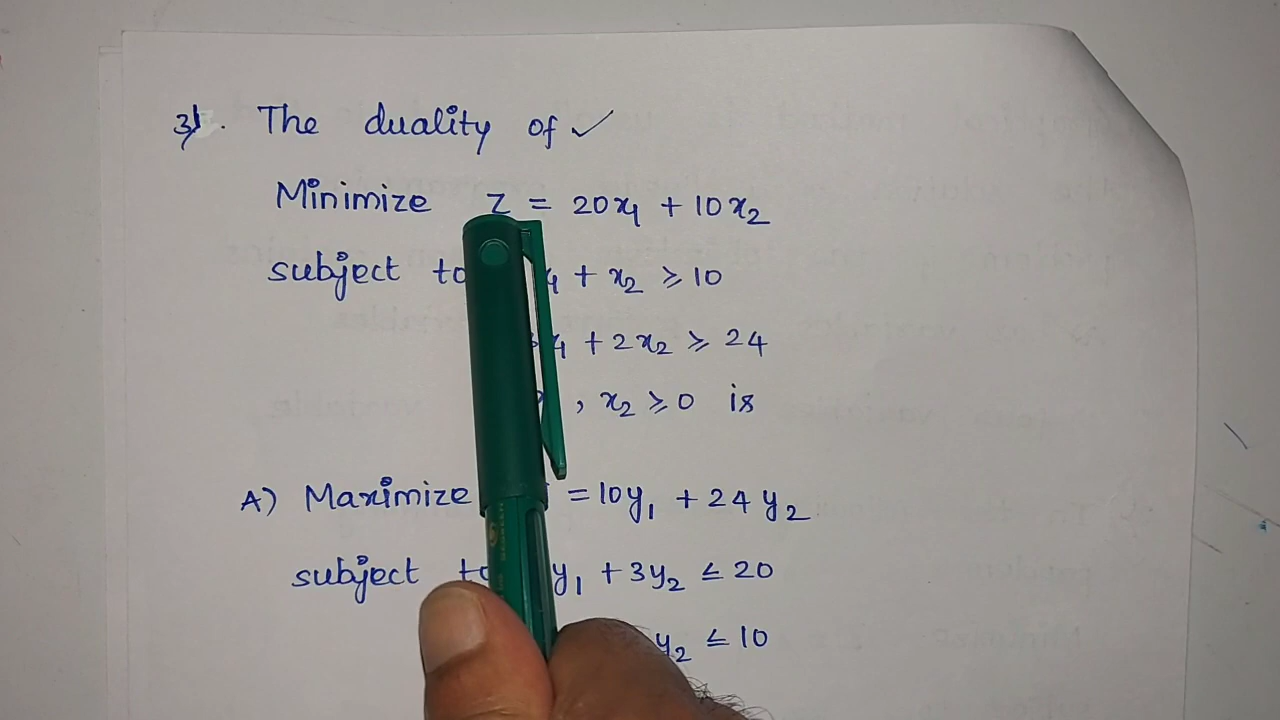 3). The duality of ✓
Minimize Z = 20x₁ + 10x₂
subject to x₁ + x₂ ≥ 10
x₁ + 2x₂ ≥ 24
, x₂ ≥ 0 is
A) Maximize = 10y₁ + 24y₂
subject to y₁ + 3y₂ ≤ 20
y₂ ≤ 10